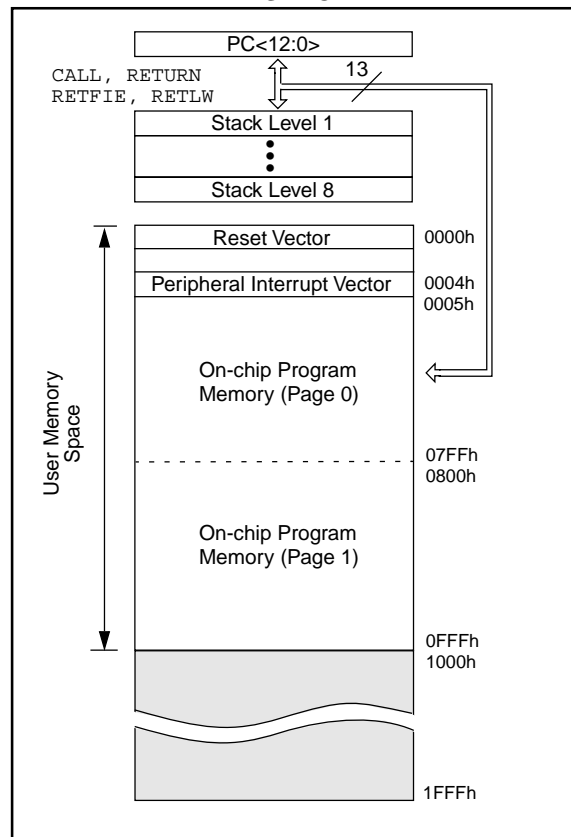 PC<12:0>
CALL, RETURN
RETFIE, RETLW
13
Stack Level 1
Stack Level 8
Reset Vector
0000h
Peripheral Interrupt Vector
0004h
0005h
User Memory
Space
On-chip Program
Memory (Page 0)
07FFh
0800h
On-chip Program
Memory (Page 1)
0FFFh
1000h
1FFFh